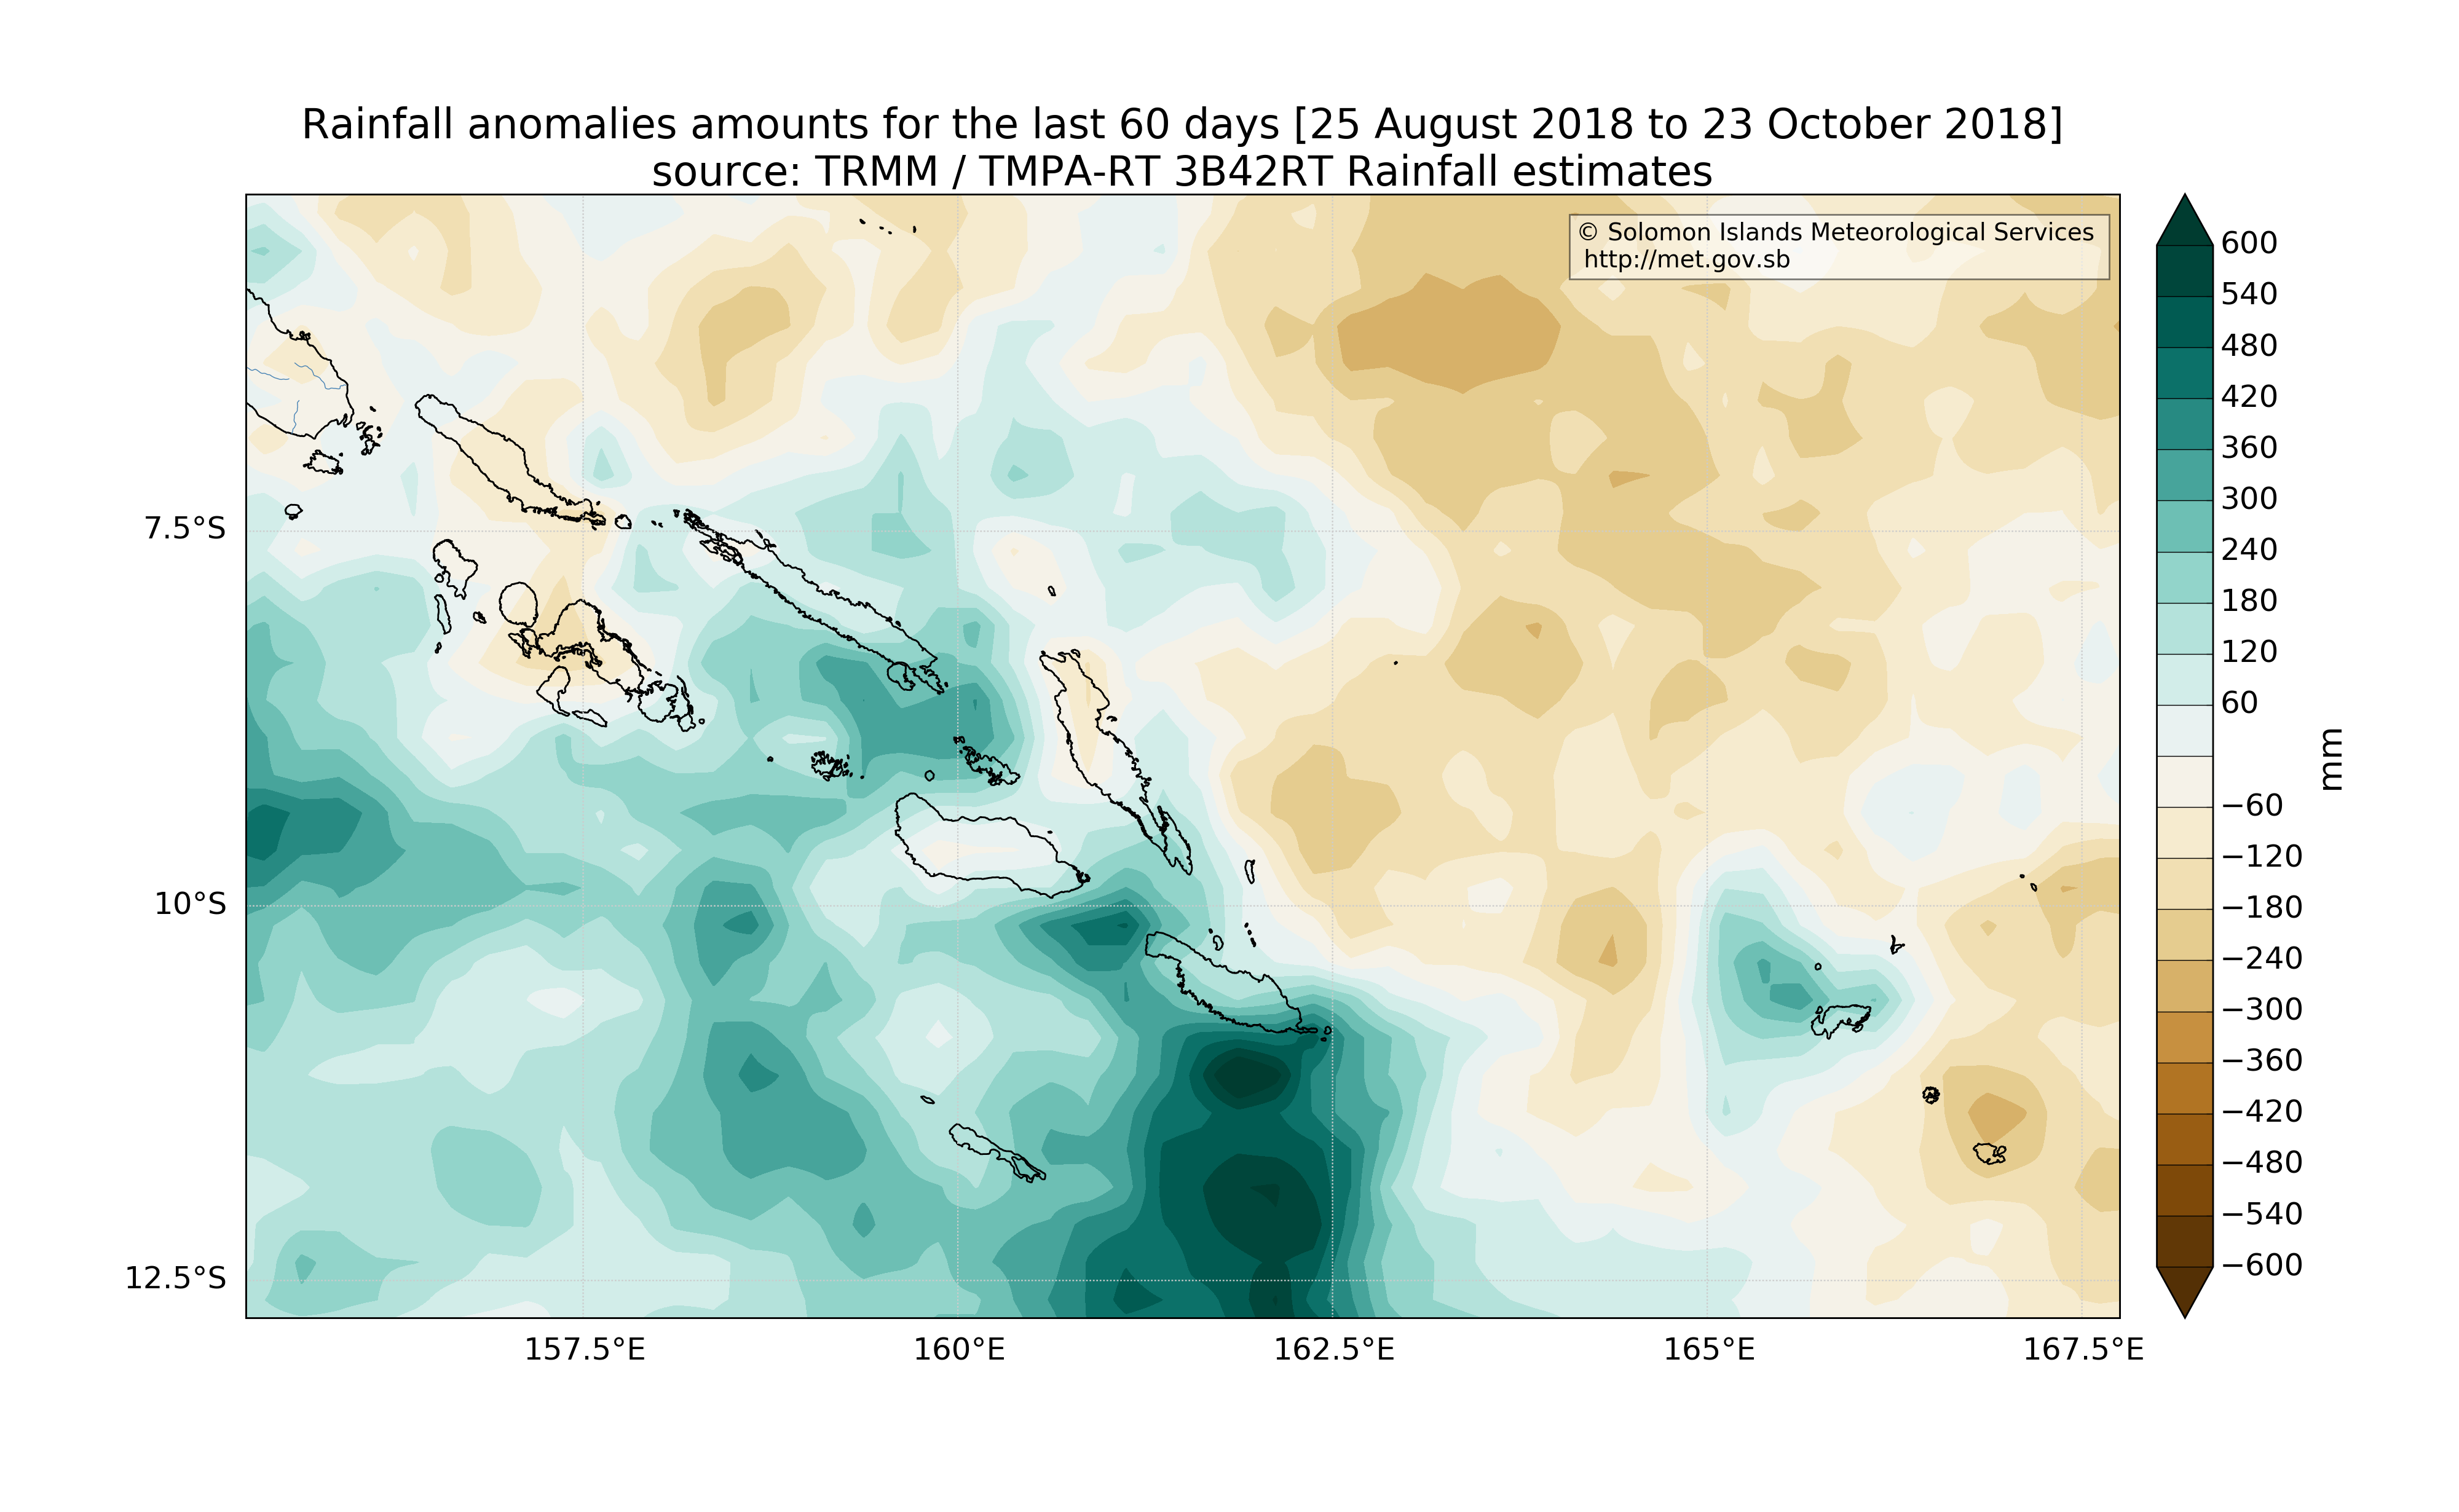 Rainfall anomalies amounts for the last 60 days [25 August 2018 to 23 October 2018]
source: TRMM / TMPA-RT 3B42RT Rainfall estimates
© Solomon Islands Meteorological Services
http://met.gov.sb
7.5°S
10°S
12.5°S
157.5°E
160°E
162.5°E
165°E
167.5°E
600
540
480
420
360
300
240
180
120
60
−60
−120
−180
−240
−300
−360
−420
−480
−540
−600
mm